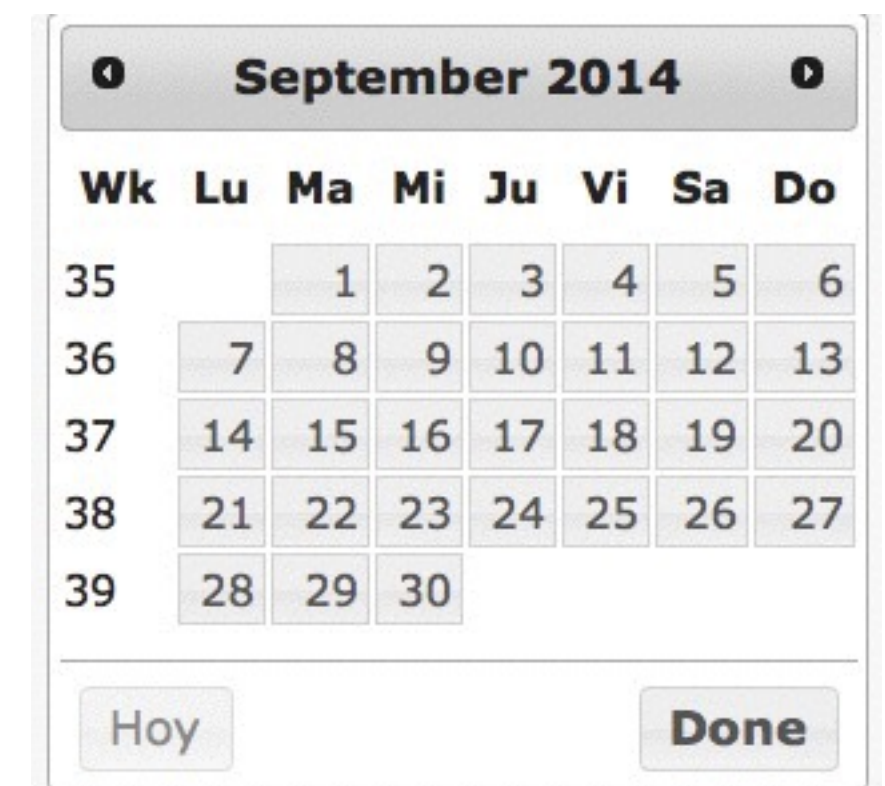 September 2014
Wk Lu Ma Mi Ju Vi Sa Do
35 1 2 3 4 5 6
36 7 8 9 10 11 12 13
37 14 15 16 17 18 19 20
38 21 22 23 24 25 26 27
39 28 29 30
Hoy Done